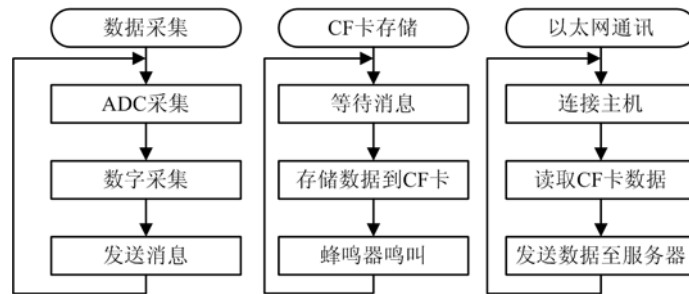 数据采集
ADC采集
数字采集
发送消息
CF卡存储
等待消息
存储数据到CF卡
蜂鸣器鸣叫
以太网通讯
连接主机
读取CF卡数据
发送数据至服务器